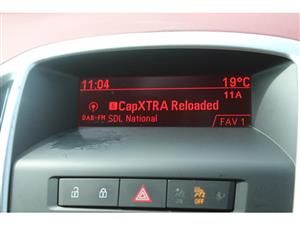 11:04 19°C
11A
CapXTRA Reloaded
DAB-FM SDL National FAV 1
OFF